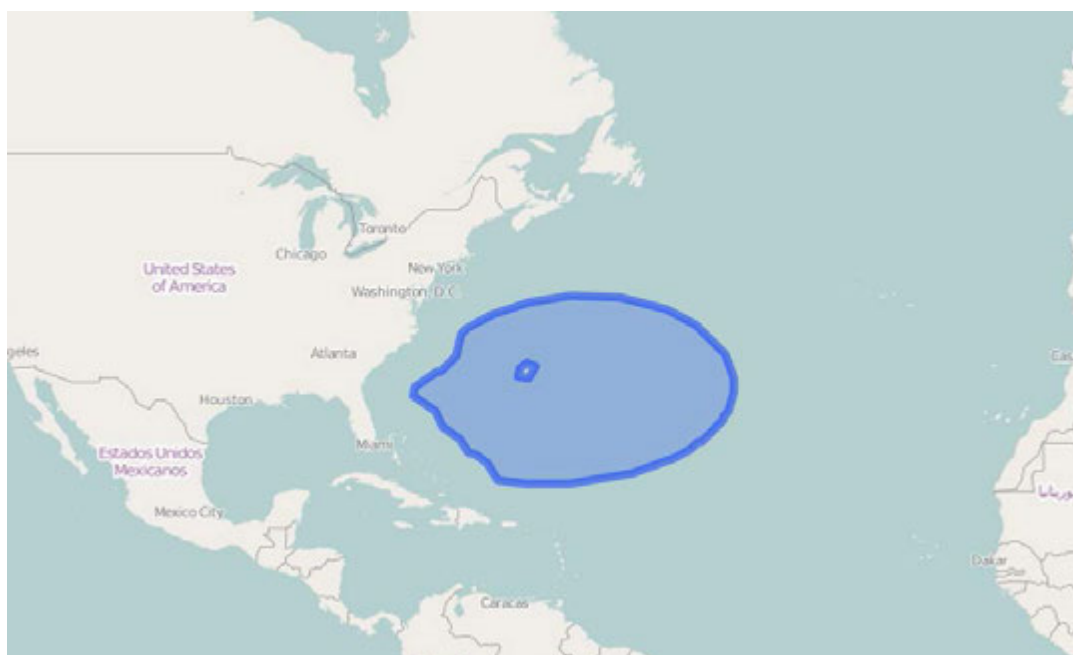 Toronto
Chicago
New York
United States
of America
Washington, D.C.
geles
Atlanta
Houston
Miami
Estados Unidos
Mexicanos
Mexico City
Dakar
Caracas